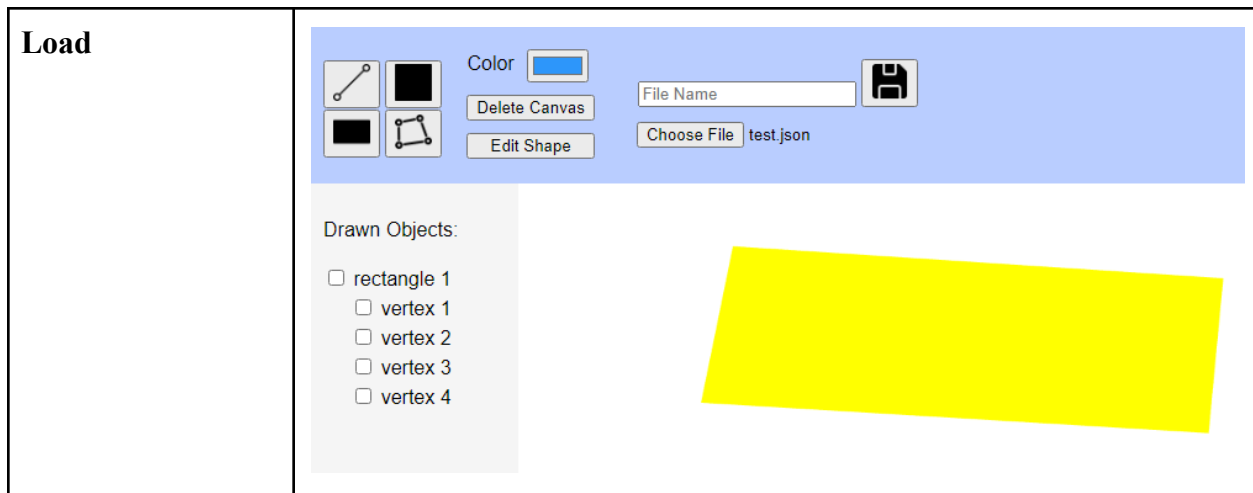 Load
Color
Delete Canvas
Edit Shape
File Name
Choose File test.json
Drawn Objects:
rectangle 1
vertex 1
vertex 2
vertex 3
vertex 4